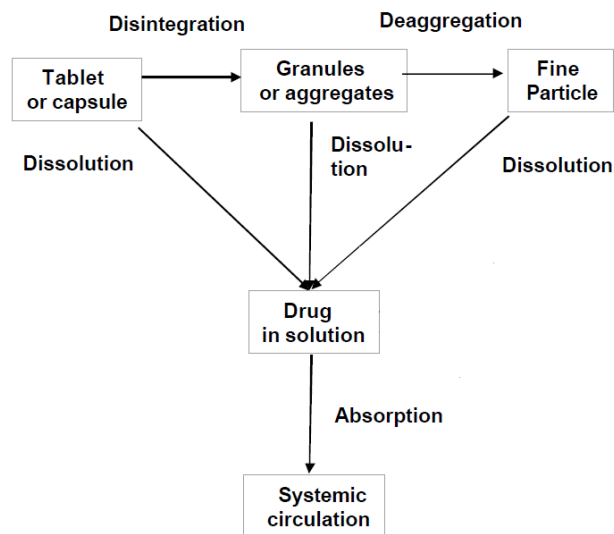 Disintegration
Deaggregation
Tablet
or capsule
Granules
or aggregates
Fine
Particle
Dissolution
Dissolu-
tion
Dissolution
Drug
in solution
Absorption
Systemic
circulation